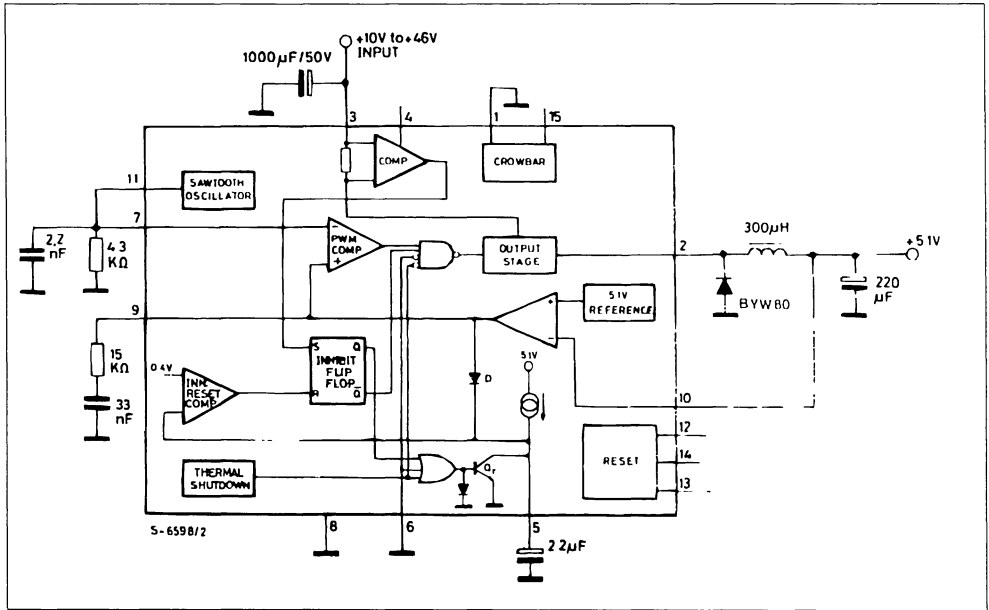 +10V to +46V
INPUT
1000µF/50V
3
4
1
15
COMP
CROWBAR
11
SAWTOOTH
OSCILLATOR
7
2,2
nF
4.3
KΩ
-
PWM
COMP
+
OUTPUT
STAGE
2
300µH
+5.1V
BYW80
220
µF
9
+
-
5.1V
REFERENCE
15
KΩ
33
nF
0.4V
INH.
RESET
COMP.
S
Q
INHIBIT
FLIP
FLOP
R
Q̅
D
5.1V
10
12
RESET
14
13
THERMAL
SHUTDOWN
Qr
S-6598/2
8
6
5
2.2µF